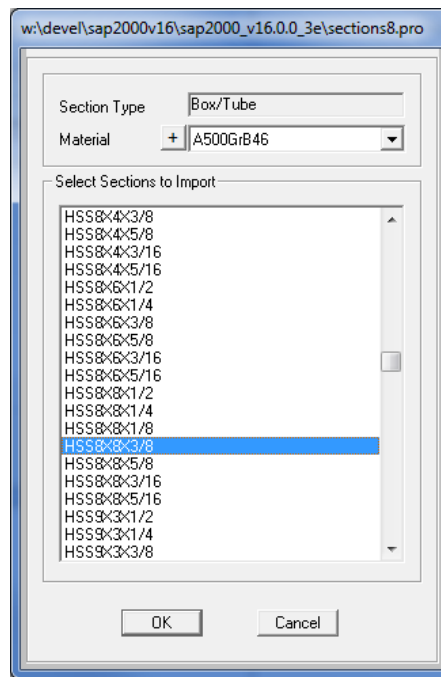 w:\devel\sap2000v16\sap2000_v16.0.0_3e\sections8.pro
Section Type Box/Tube
Material + A500GrB46
Select Sections to Import
HSS8X4X3/8
HSS8X4X5/8
HSS8X4X3/16
HSS8X4X5/16
HSS8X6X1/2
HSS8X6X1/4
HSS8X6X3/8
HSS8X6X5/8
HSS8X6X3/16
HSS8X6X5/16
HSS8X8X1/2
HSS8X8X1/4
HSS8X8X1/8
HSS8X8X3/8
HSS8X8X5/8
HSS8X8X3/16
HSS8X8X5/16
HSS9X3X1/2
HSS9X3X1/4
HSS9X3X3/8
OK Cancel